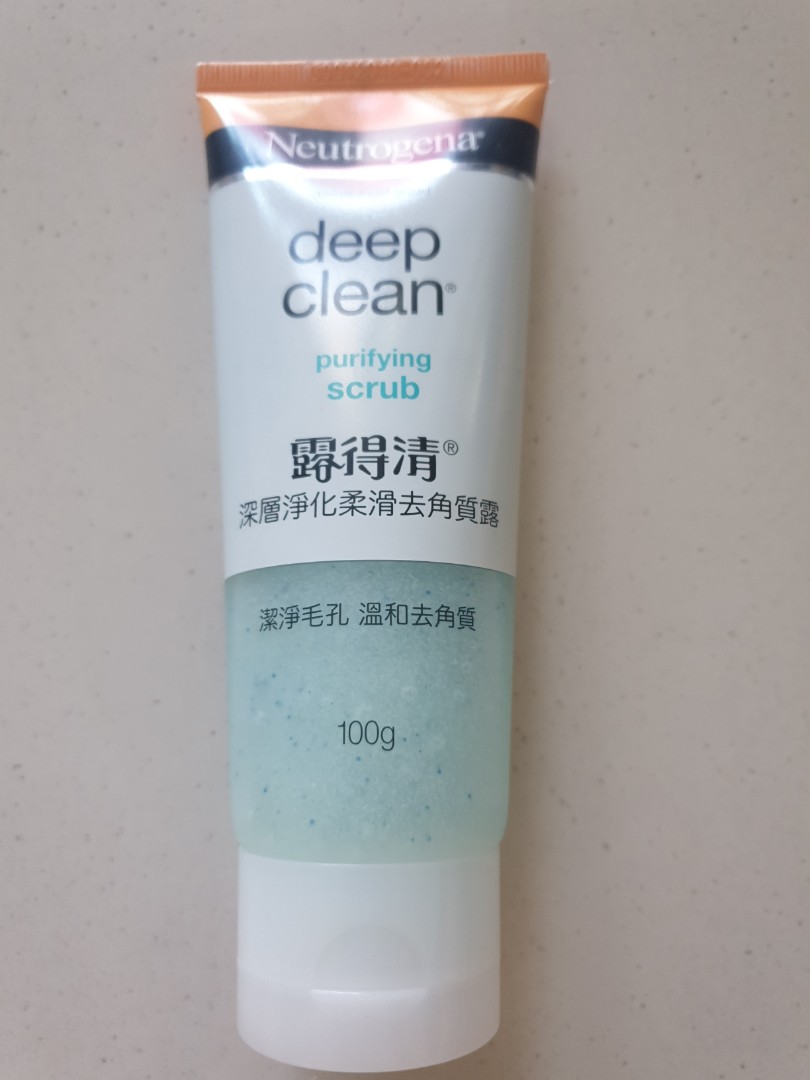 Neutrogena®
deep
clean®
purifying
scrub
露得清®
深層淨化柔滑去角質露
潔淨毛孔 溫和去角質
100g